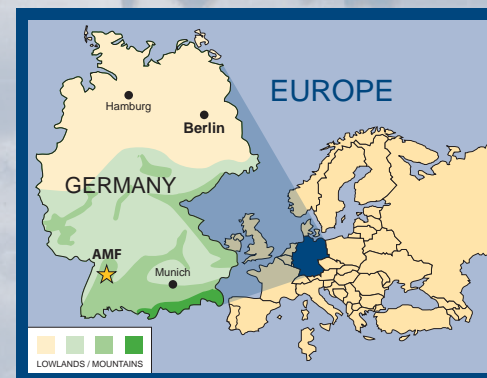 EUROPE
Hamburg
Berlin
GERMANY
AMF
Munich
LOWLANDS / MOUNTAINS